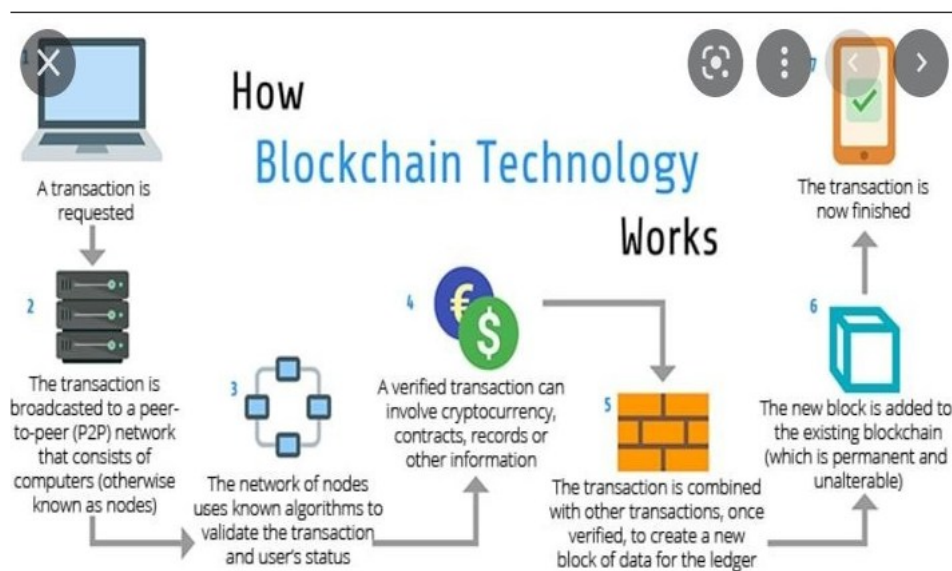 How
Blockchain Technology
Works
1
A transaction is
requested
2
The transaction is
broadcasted to a peer-
to-peer (P2P) network
that consists of
computers (otherwise
known as nodes)
3
The network of nodes
uses known algorithms to
validate the transaction
and user's status
4
€
$
A verified transaction can
involve cryptocurrency,
contracts, records or
other information
5
The transaction is combined
with other transactions, once
verified, to create a new
block of data for the ledger
6
The new block is added to
the existing blockchain
(which is permanent and
unalterable)
7
The transaction is
now finished